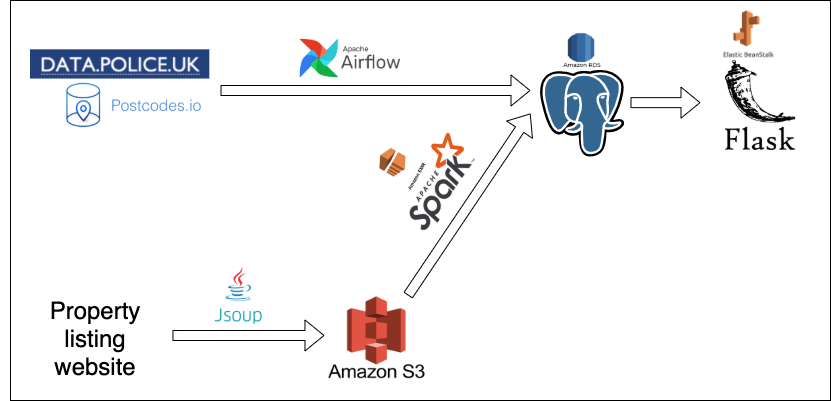 DATA.POLICE.UK
Postcodes.io
Apache
Airflow
Amazon RDS
Elastic BeanStalk
Flask
Amazon EMR
APACHE
Spark
Property
listing
website
Jsoup
Amazon S3